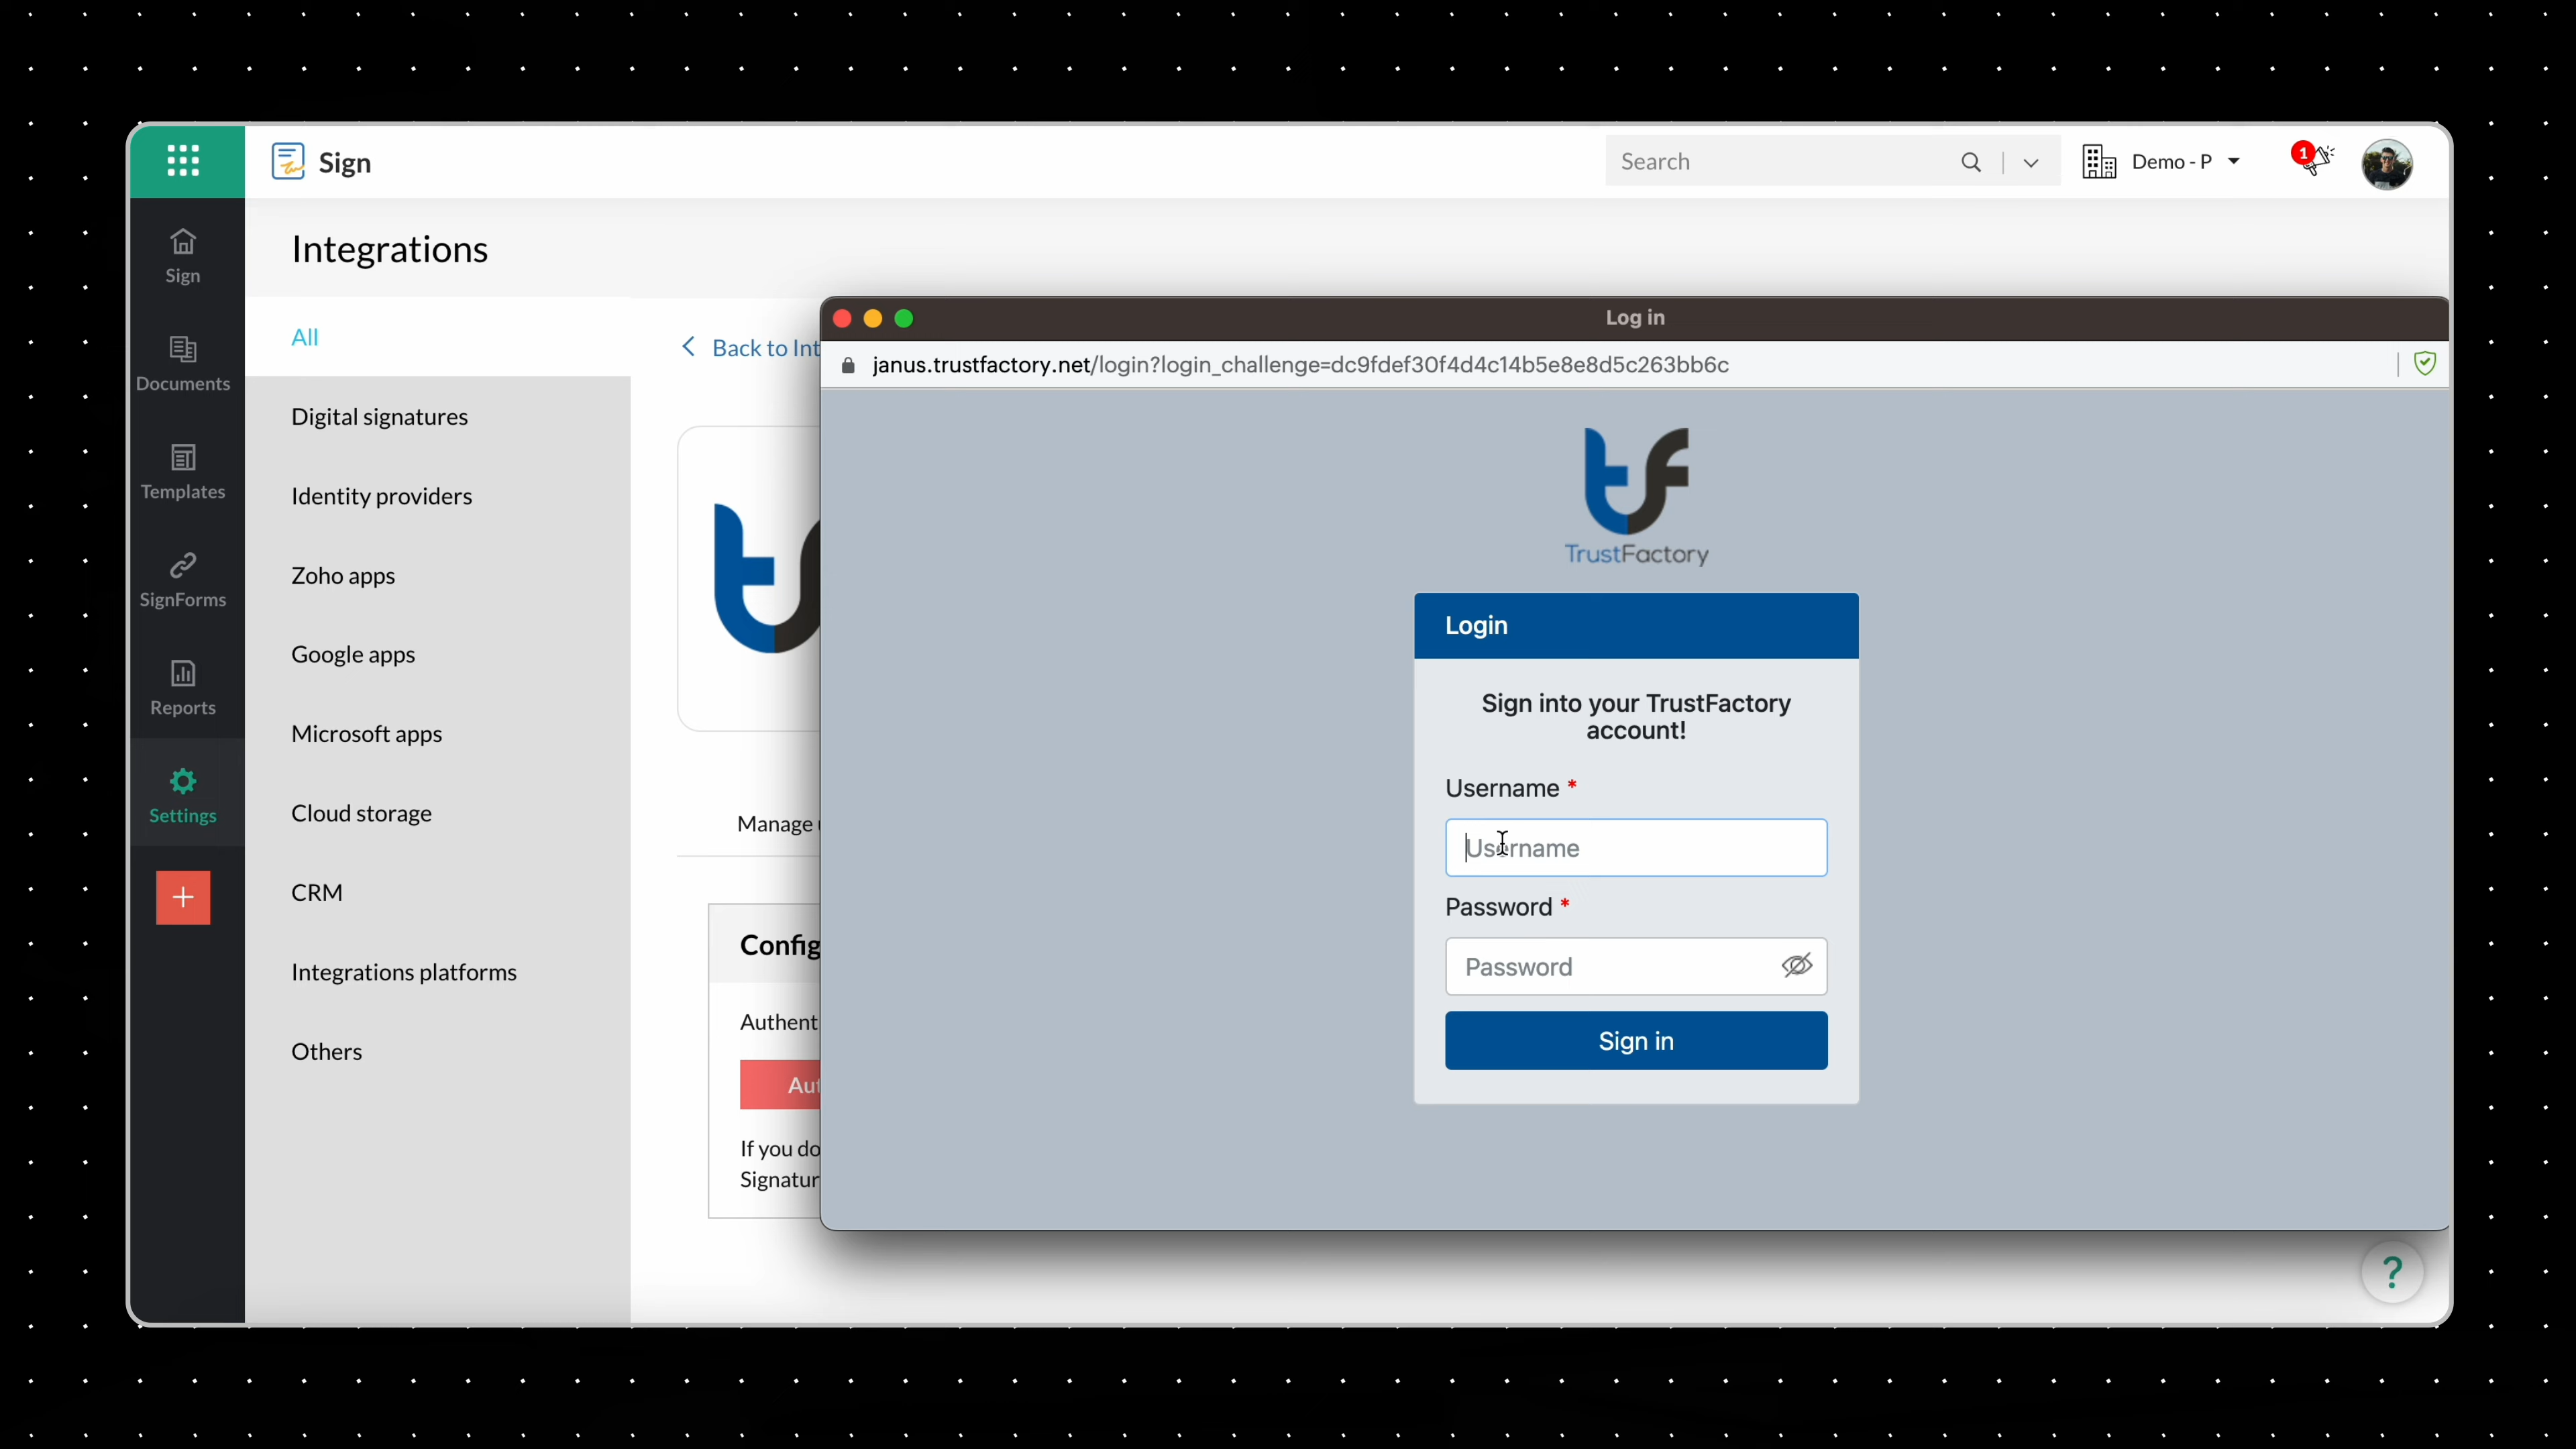 Sign
Search
Demo - P
1
Sign
Documents
Templates
SignForms
Reports
Settings
+
Integrations
All
Digital signatures
Identity providers
Zoho apps
Google apps
Microsoft apps
Cloud storage
CRM
Integrations platforms
Others
Back to Int
Manage
Config
Authent
Aut
If you do
Signatur
Log in
janus.trustfactory.net/login?login_challenge=dc9fdef30f4d4c14b5e8e8d5c263bb6c
tf
TrustFactory
Login
Sign into your TrustFactory
account!
Username *
Username
Password *
Password
Sign in
?